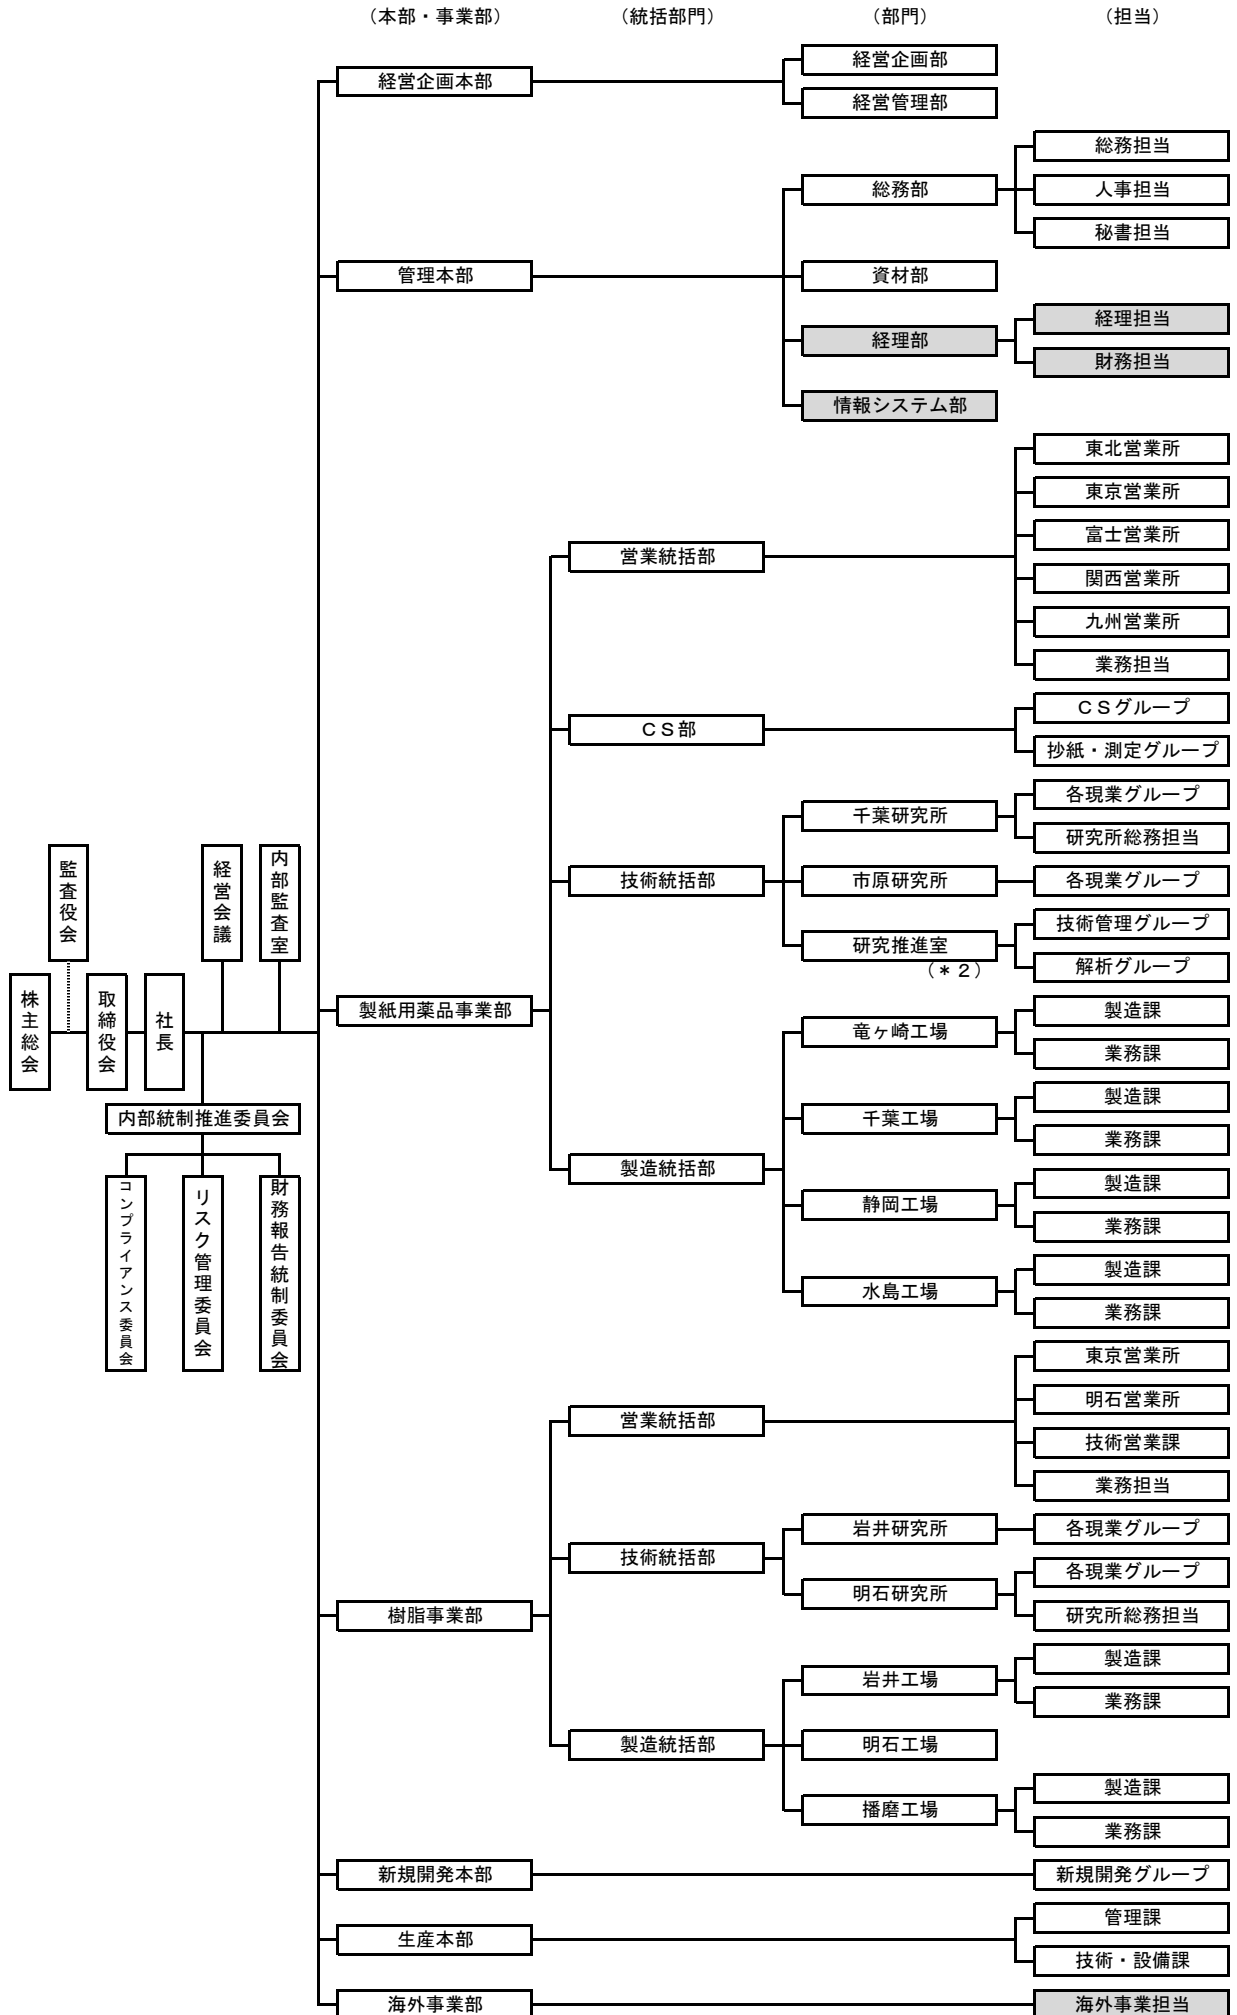 (本部・事業部)
(統括部門)
(部門)
(担当)
経営企画本部
経営企画部
経営管理部
管理本部
総務部
総務担当
人事担当
秘書担当
資材部
経理部
経理担当
財務担当
情報システム部
製紙用薬品事業部
営業統括部
東北営業所
東京営業所
富士営業所
関西営業所
九州営業所
業務担当
CS部
CSグループ
抄紙・測定グループ
技術統括部
千葉研究所
各現業グループ
研究所総務担当
市原研究所
各現業グループ
研究推進室
(*2)
技術管理グループ
解析グループ
製造統括部
竜ヶ崎工場
製造課
業務課
千葉工場
製造課
業務課
静岡工場
製造課
業務課
水島工場
製造課
業務課
株主総会
監査役会
取締役会
社長
経営会議
内部監査室
内部統制推進委員会
コンプライアンス委員会
リスク管理委員会
財務報告統制委員会
樹脂事業部
営業統括部
東京営業所
明石営業所
技術営業課
業務担当
技術統括部
岩井研究所
各現業グループ
明石研究所
各現業グループ
研究所総務担当
製造統括部
岩井工場
製造課
業務課
明石工場
播磨工場
製造課
業務課
新規開発本部
新規開発グループ
生産本部
管理課
技術・設備課
海外事業部
海外事業担当